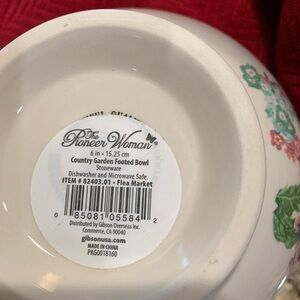 The
Pioneer Woman
6 in • 15.25 cm
Country Garden Footed Bowl
Stoneware
Dishwasher and Microwave Safe.
ITEM # 82403.01 - Flea Market
0 85081 05584 2
Distributed by Gibson Overseas Inc.
Commerce, CA 90040
gibsonusa.com
MADE IN CHINA
PKG0018160